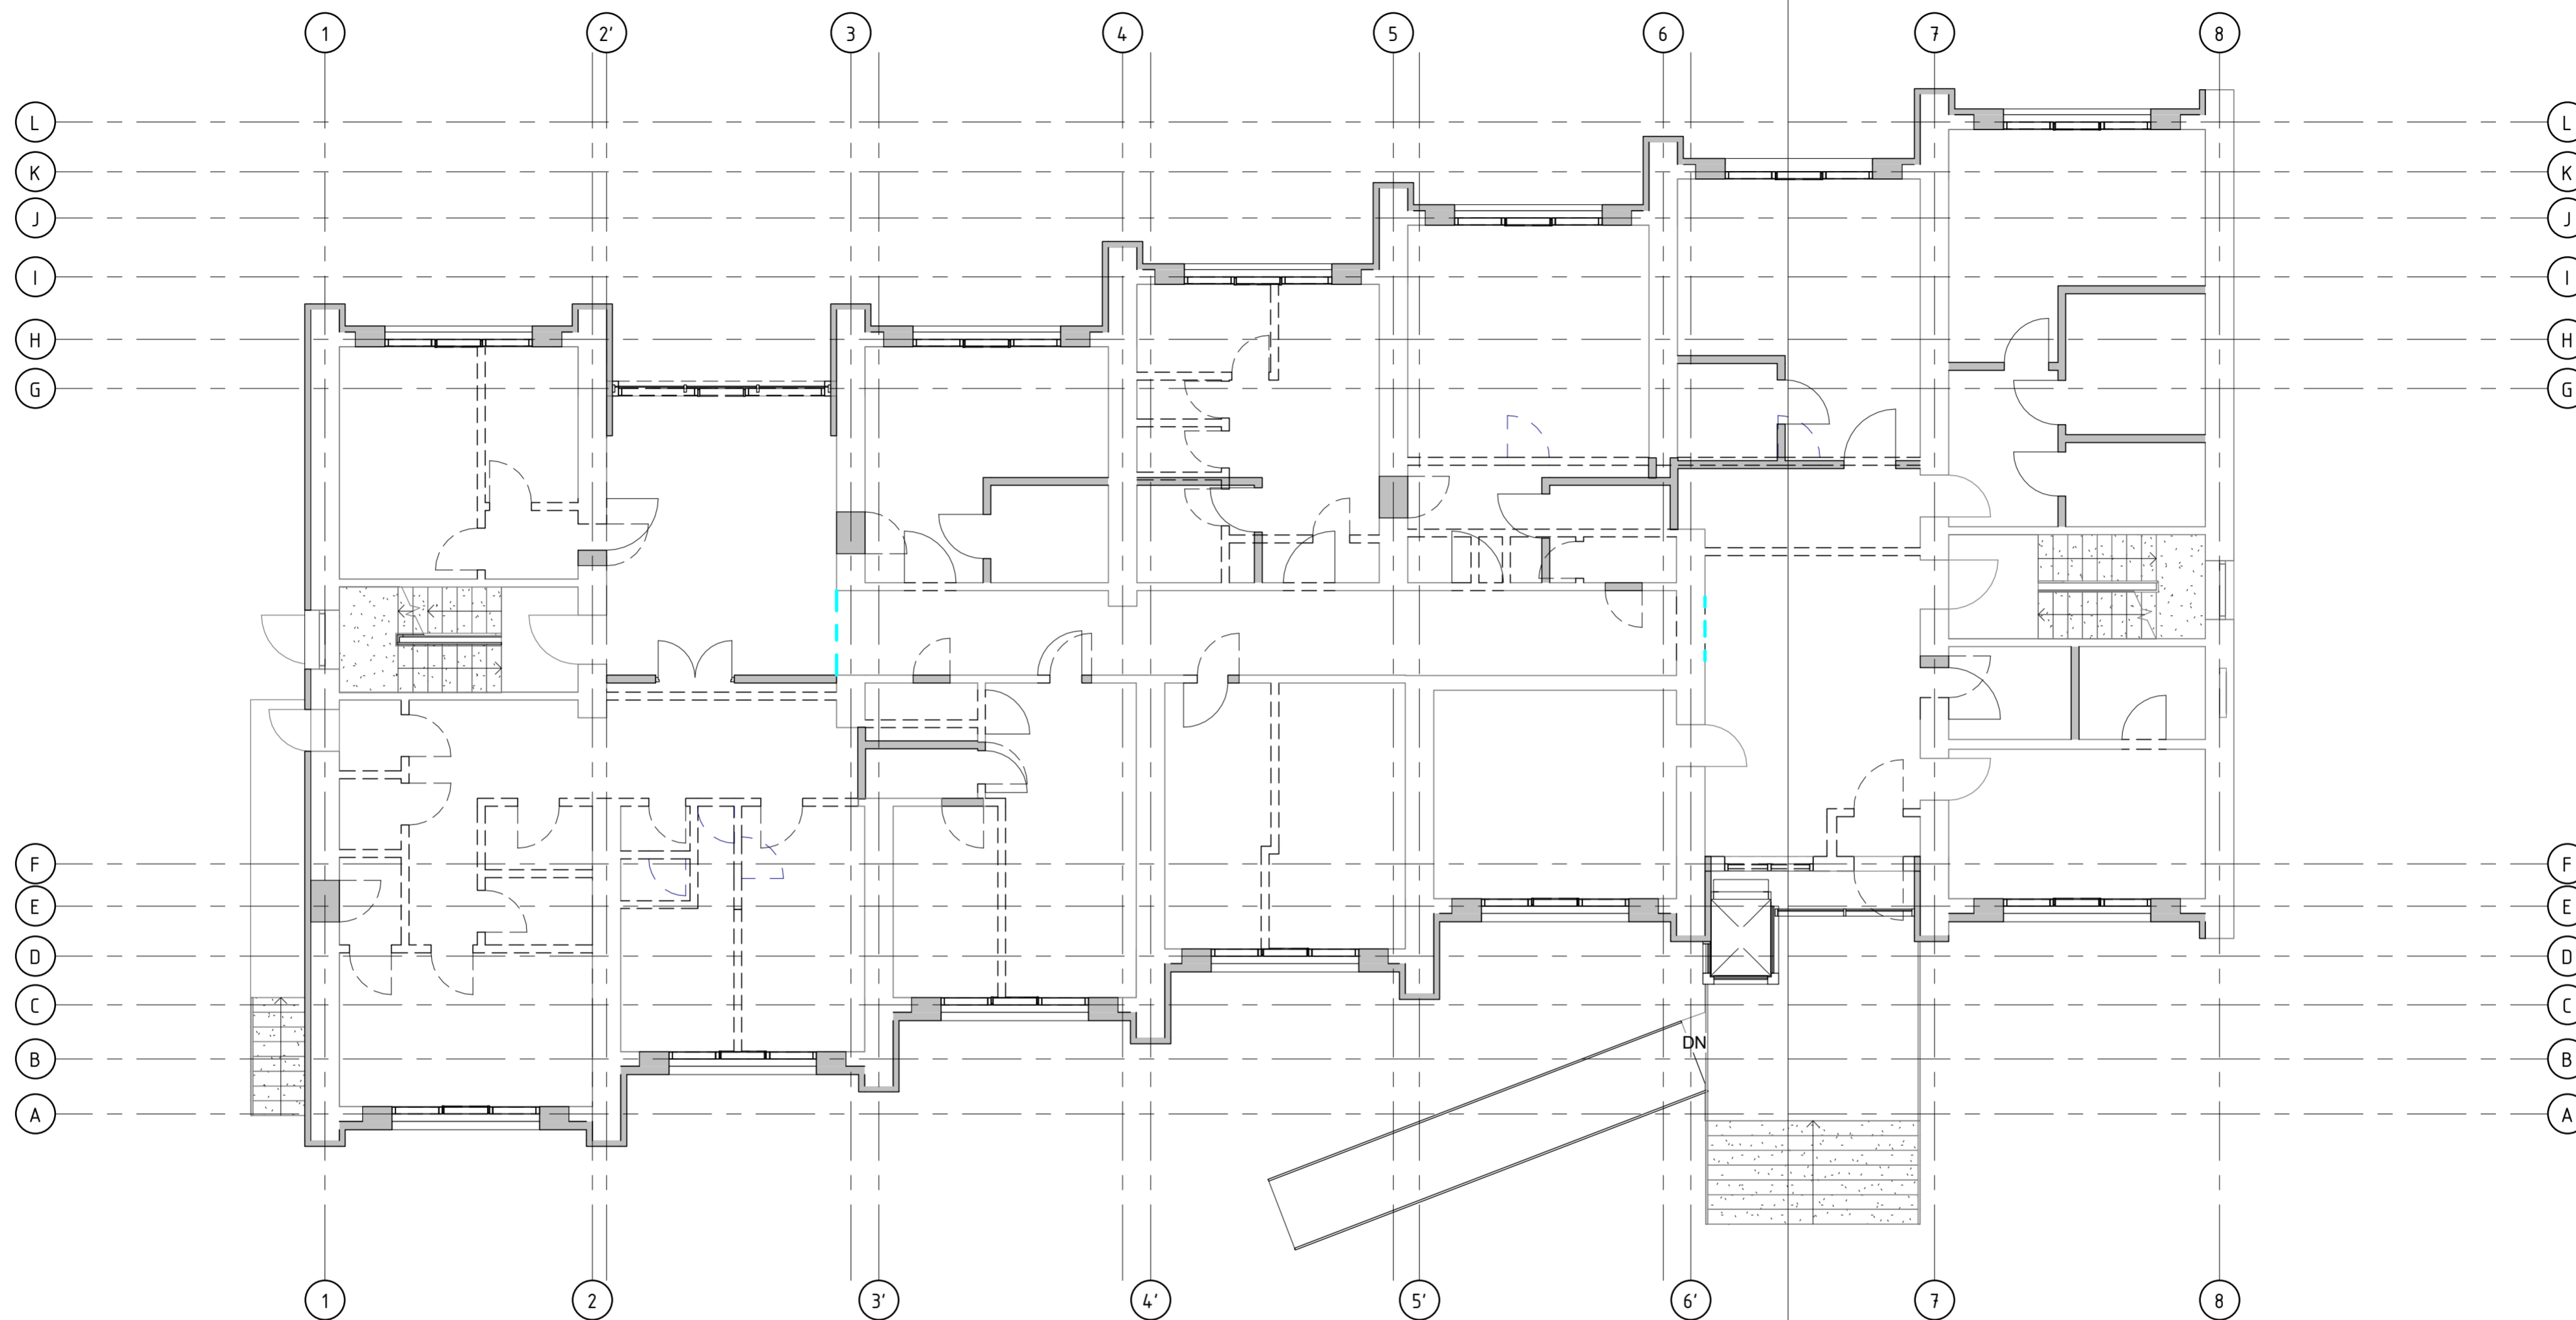 1 2' 3 4 5 6 7 8
L L
K K
J J
I I
H H
G G
F F
E E
D D
C C
DN
B B
A A
1 2 3' 4' 5' 6' 7 8